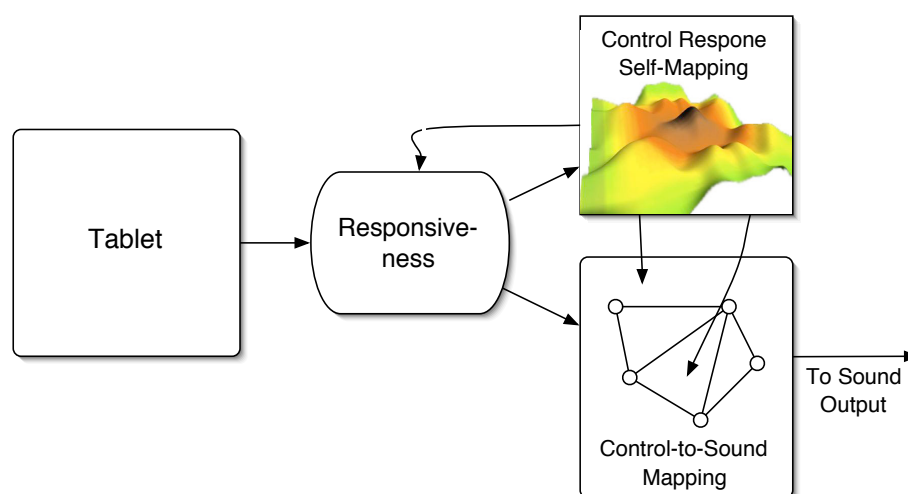 Control Respone
Self-Mapping
Tablet
Responsive-
ness
To Sound
Output
Control-to-Sound
Mapping